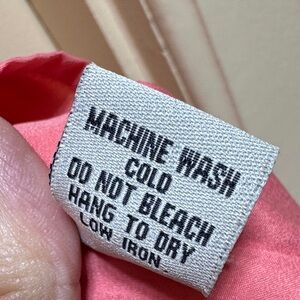 MACHINE WASH
COLD
DO NOT BLEACH
HANG TO DRY
LOW IRON.